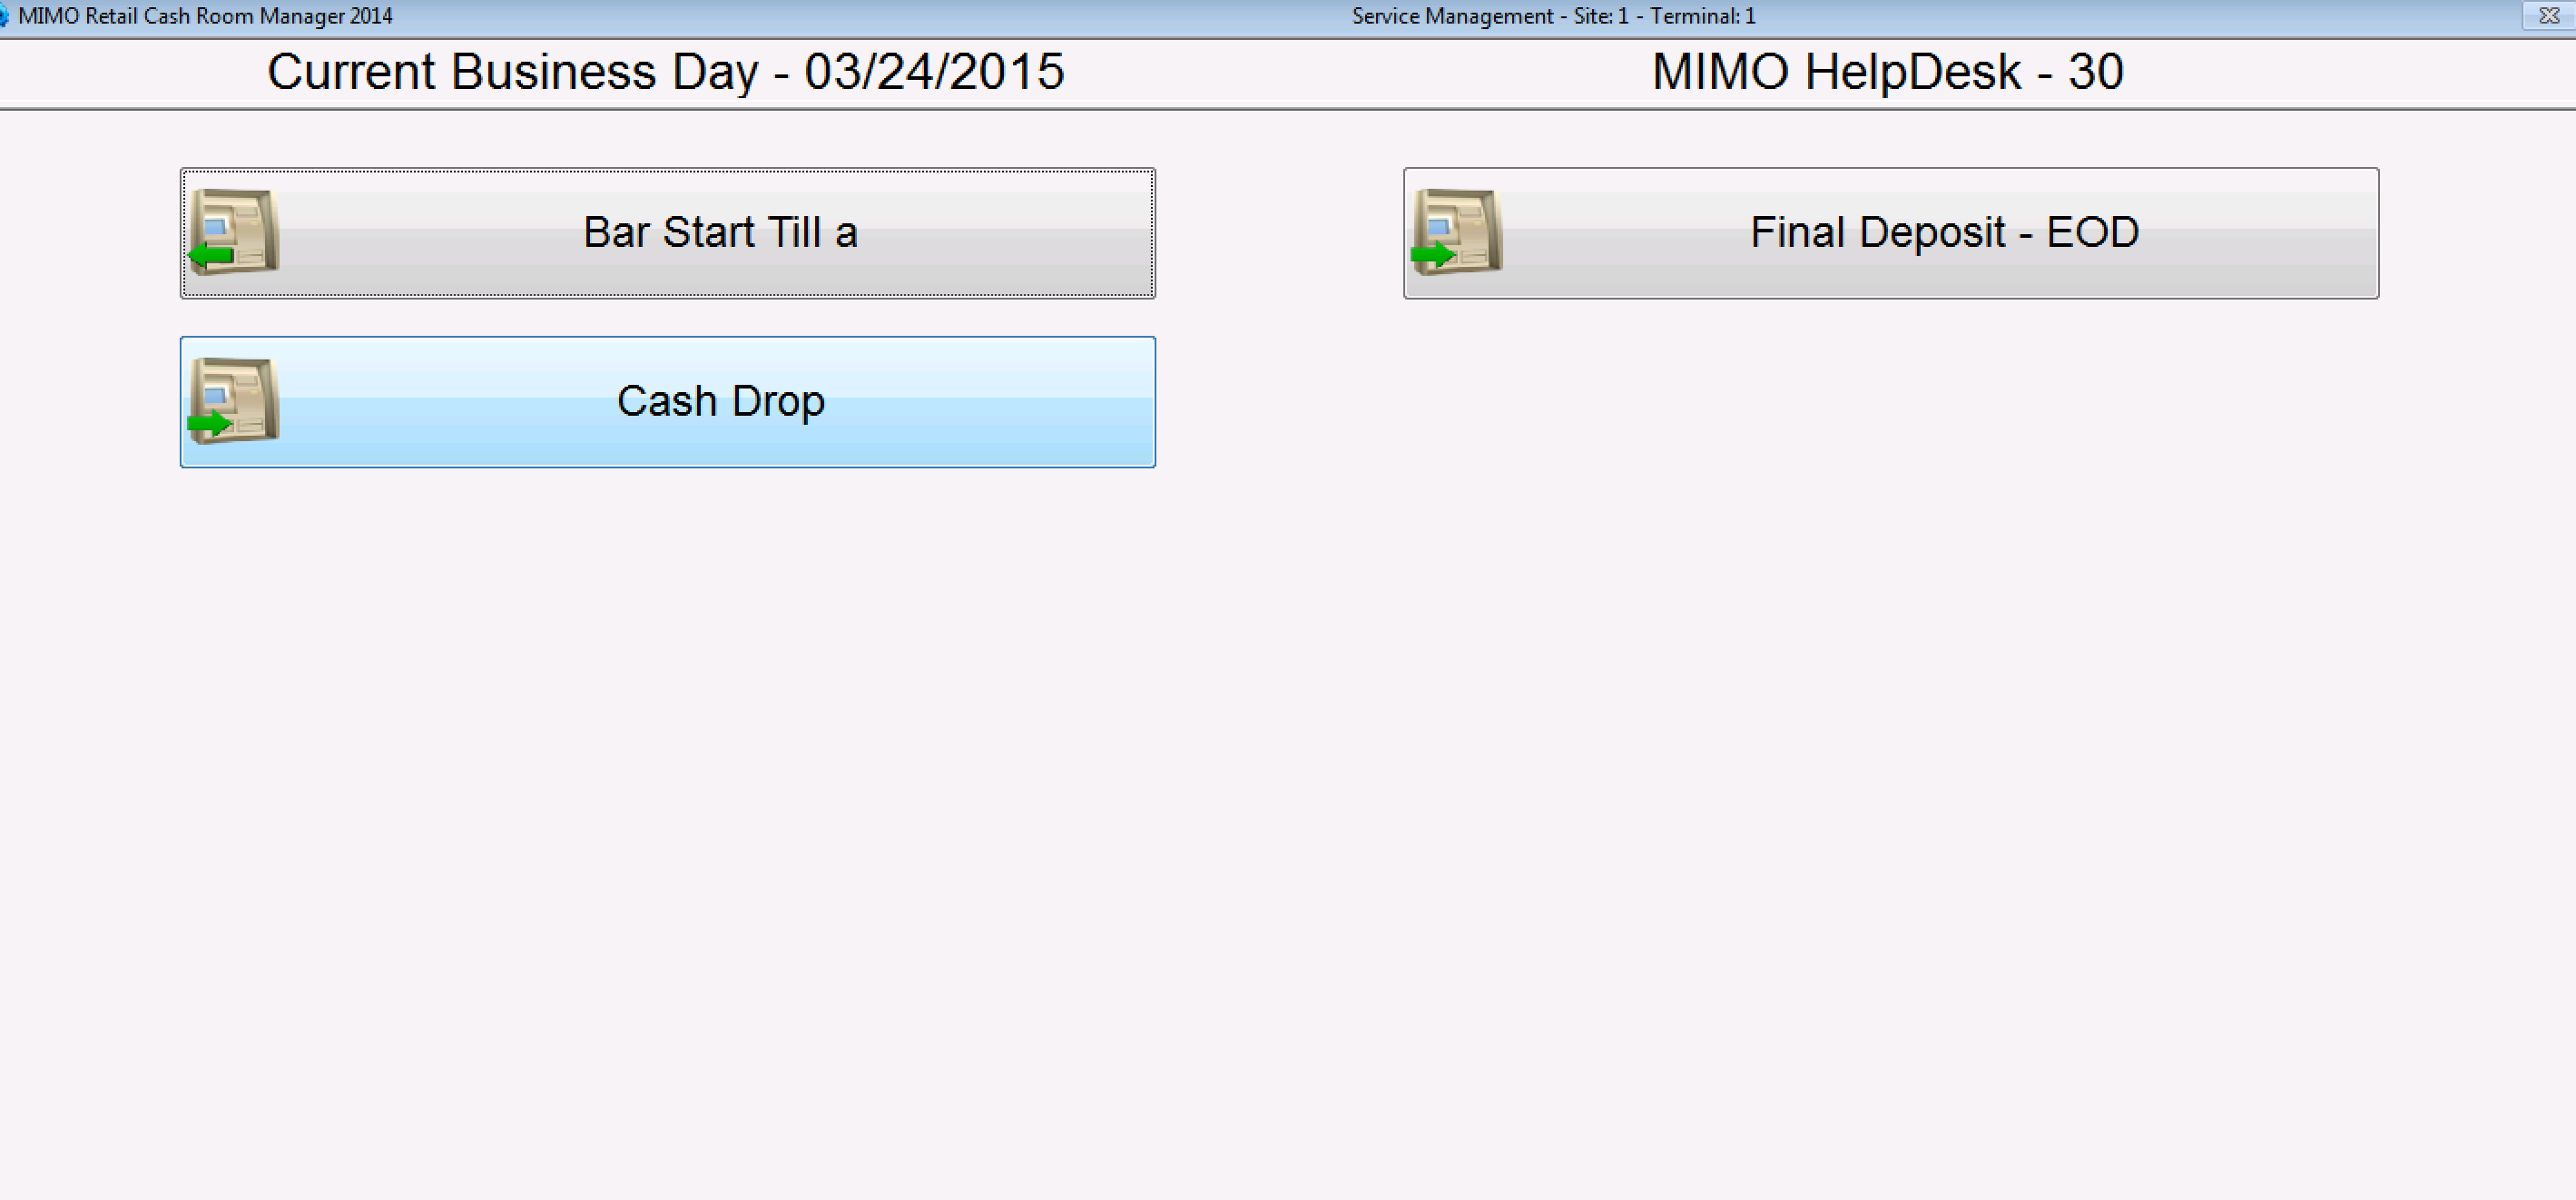 MIMO Retail Cash Room Manager 2014
Service Management - Site: 1 - Terminal: 1
Current Business Day - 03/24/2015
MIMO HelpDesk - 30
Bar Start Till a
Final Deposit - EOD
Cash Drop